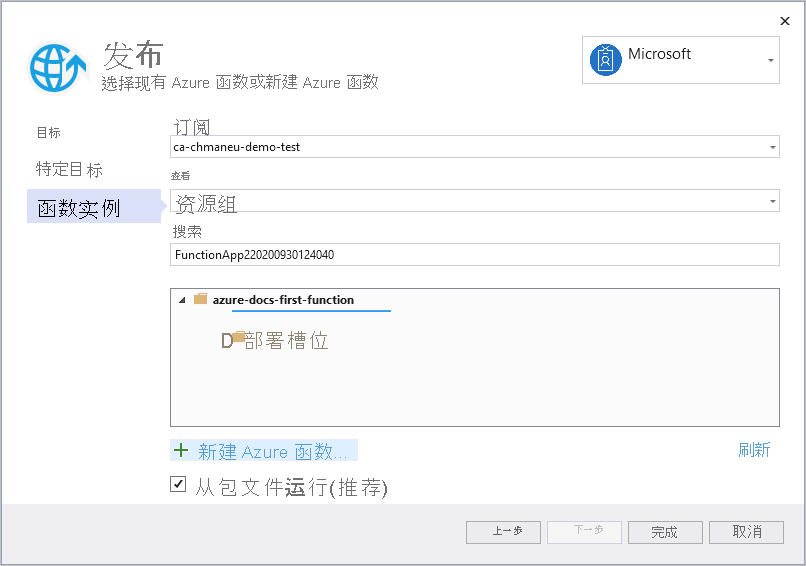 发布
选择现有 Azure 函数或新建 Azure 函数
Microsoft
目标
特定目标
函数实例
订阅
ca-chmaneu-demo-test
查看
资源组
搜索
FunctionApp220200930124040
azure-docs-first-function
D 部署槽位
新建 Azure 函数...
刷新
从包文件运行(推荐)
上一步
下一步
完成
取消